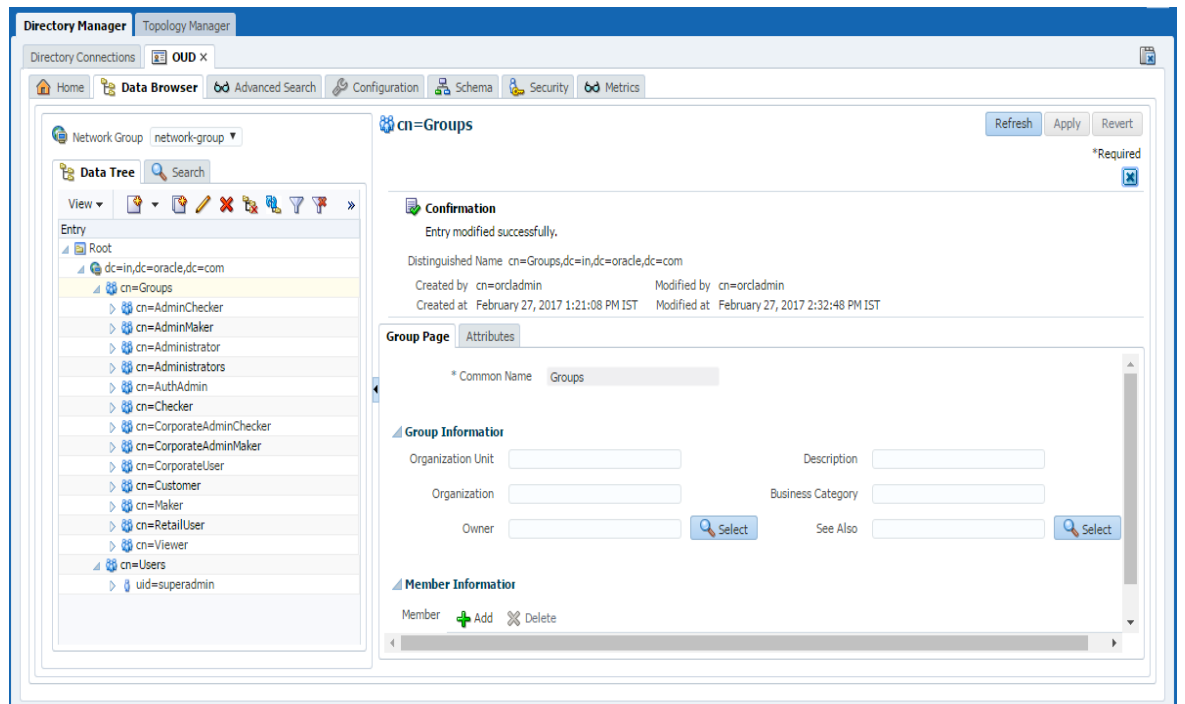 Directory Manager Topology Manager
Directory Connections OUD ×
Home Data Browser Advanced Search Configuration Schema Security Metrics
Network Group network-group
Data Tree Search
View »
Entry
Root
dc=in,dc=oracle,dc=com
cn=Groups
cn=AdminChecker
cn=AdminMaker
cn=Administrator
cn=Administrators
cn=AuthAdmin
cn=Checker
cn=CorporateAdminChecker
cn=CorporateAdminMaker
cn=CorporateUser
cn=Customer
cn=Maker
cn=RetailUser
cn=Viewer
cn=Users
uid=superadmin
cn=Groups
Refresh Apply Revert
*Required
Confirmation
Entry modified successfully.
Distinguished Name cn=Groups,dc=in,dc=oracle,dc=com
Created by cn=orcladmin Modified by cn=orcladmin
Created at February 27, 2017 1:21:08 PM IST Modified at February 27, 2017 2:32:48 PM IST
Group Page Attributes
* Common Name Groups
Group Information
Organization Unit Description
Organization Business Category
Owner Select See Also Select
Member Information
Member Add Delete